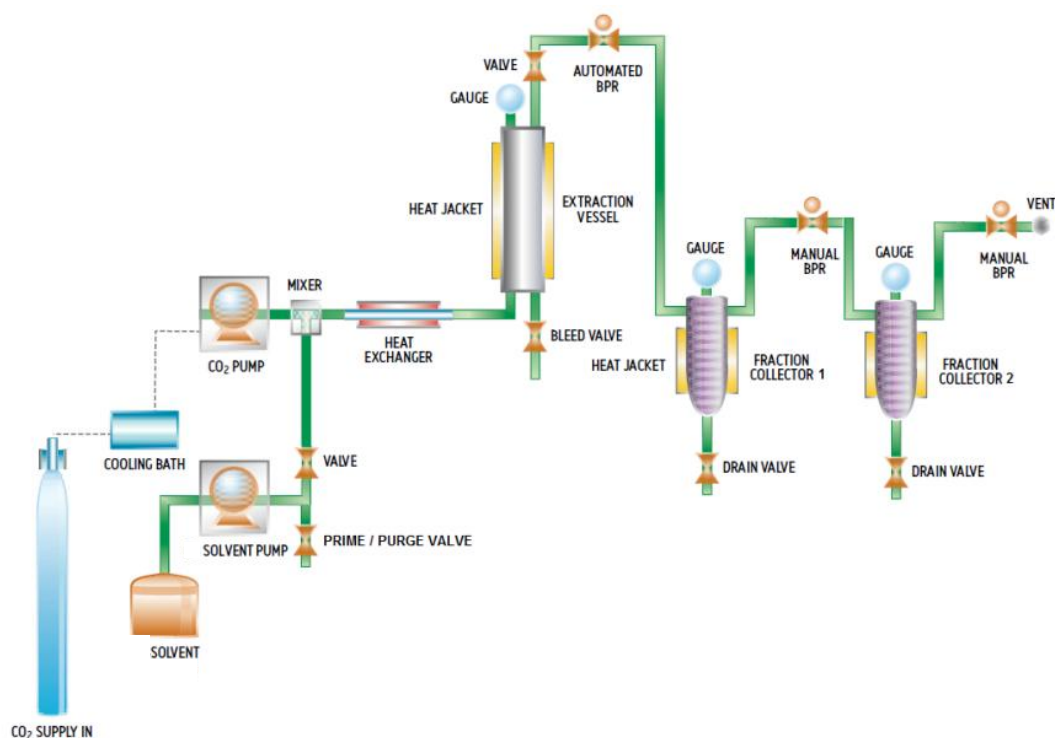 VALVE
AUTOMATED
BPR
GAUGE
HEAT JACKET
EXTRACTION
VESSEL
VENT
MANUAL
BPR
GAUGE
MANUAL
BPR
GAUGE
MIXER
BLEED VALVE
HEAT
EXCHANGER
CO₂ PUMP
HEAT JACKET
FRACTION
COLLECTOR 1
FRACTION
COLLECTOR 2
COOLING BATH
VALVE
DRAIN VALVE
DRAIN VALVE
PRIME / PURGE VALVE
SOLVENT PUMP
SOLVENT
CO₂ SUPPLY IN